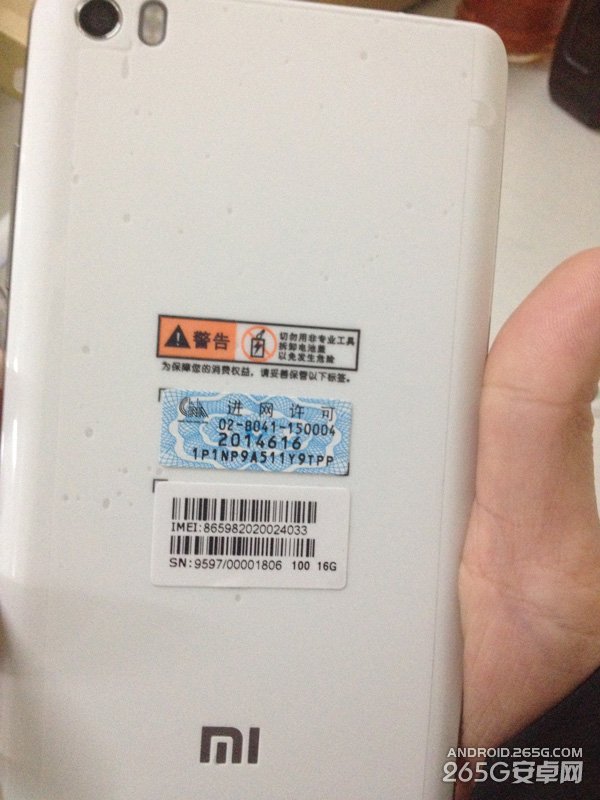 警告
切勿用非专业工具
拆卸电池盖
以免发生危险
为保障您的消费权益，请妥善保管以下标签。
进 网 许 可
02-8041-150004
2014616
1P1NP9A511Y9TPP
IMEI:865982020024033
SN:9597/00001806 100 16G
mi
ANDROID.265G.COM
265G安卓网